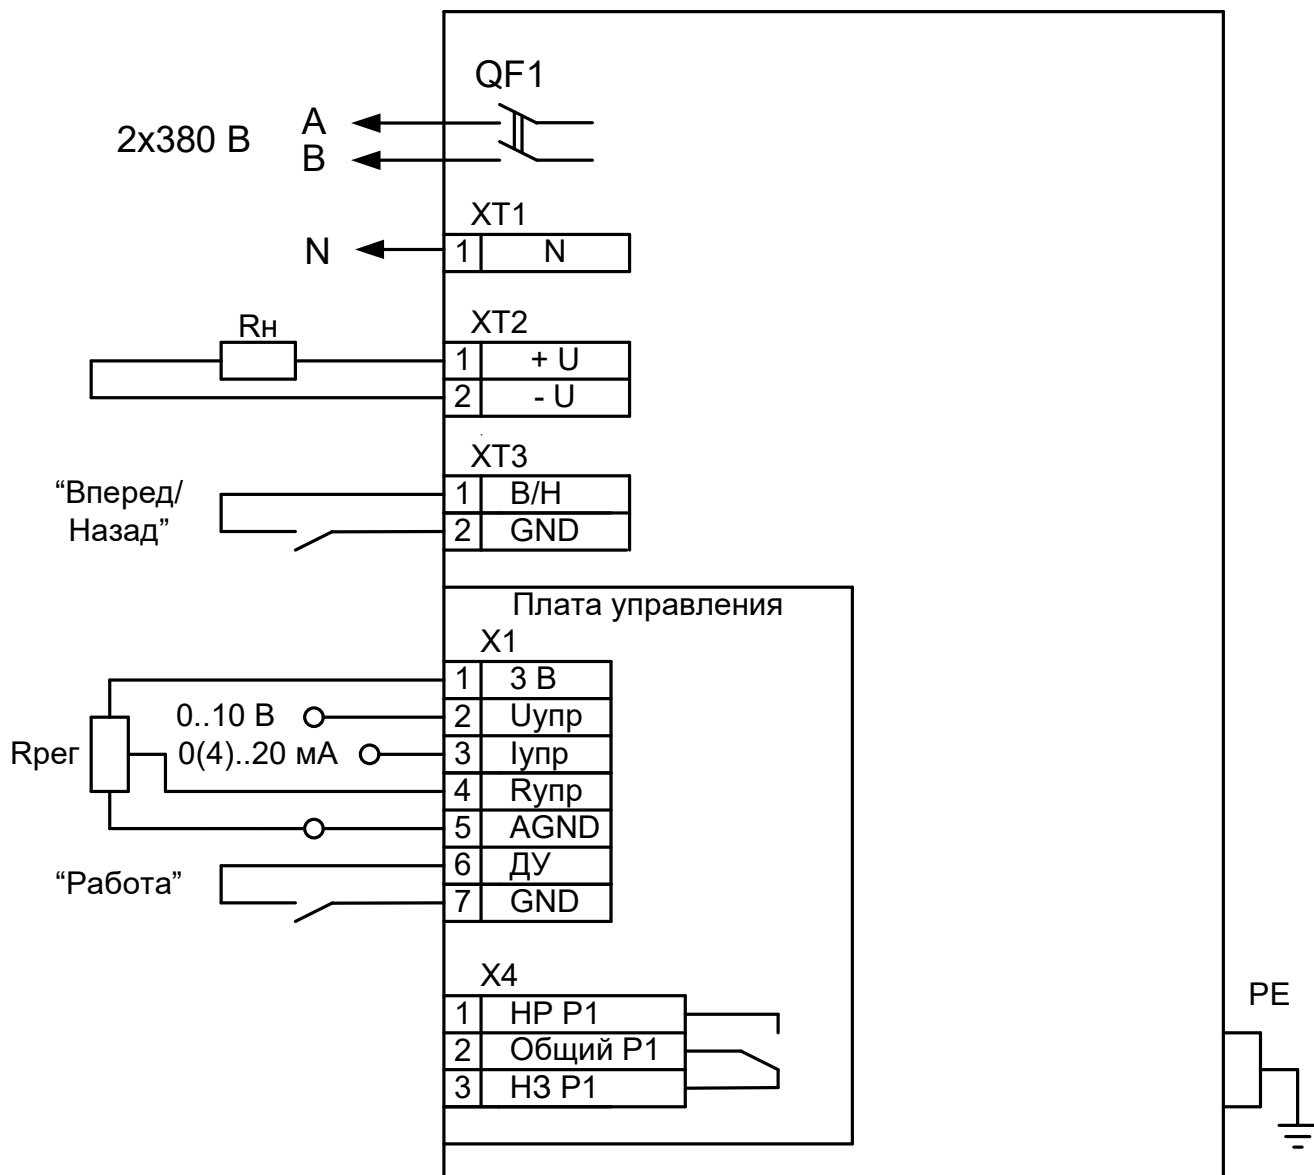 QF1
2x380 В
A
B
XT1
N
1 N
Rн
XT2
1 + U
2 - U
XT3
“Вперед/
Назад”
1 В/Н
2 GND
Плата управления
X1
1 3 В
0..10 В 2 Uупр
Rрег 0(4)..20 мА 3 Iупр
4 Rупр
5 AGND
“Работа” 6 ДУ
7 GND
X4
1 НР Р1
2 Общий Р1
3 НЗ Р1
PE